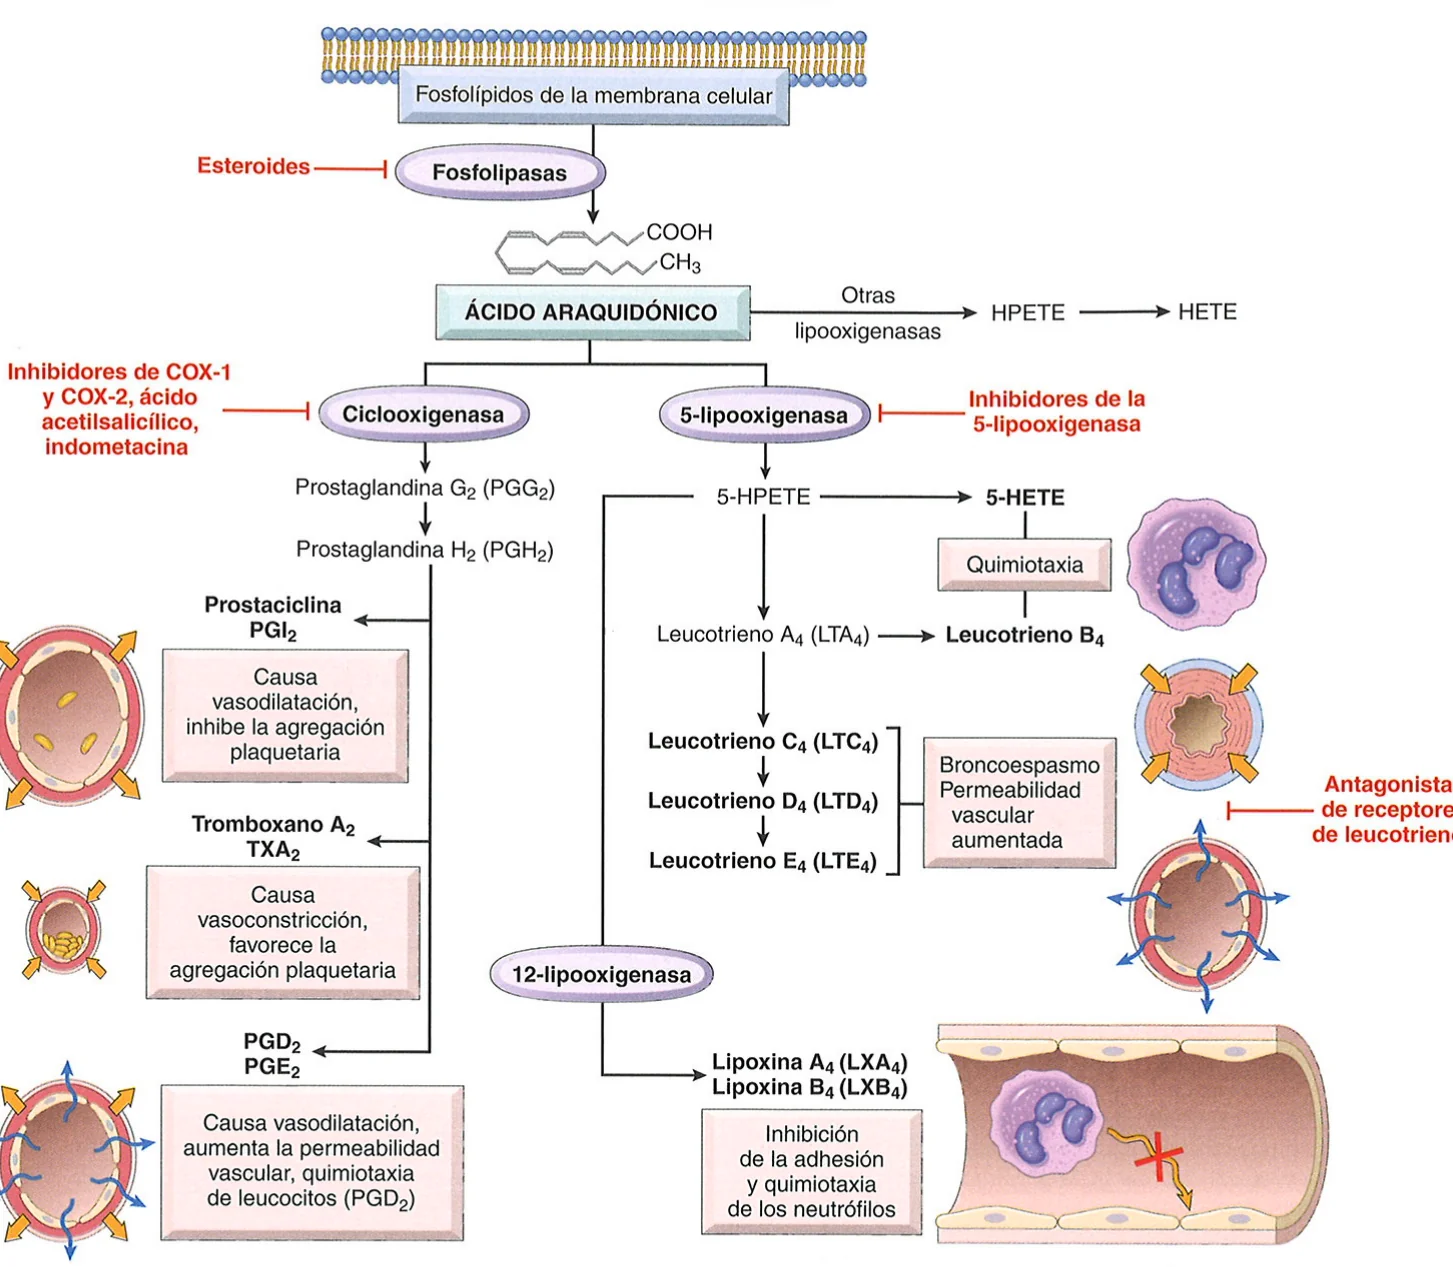 Fosfolípidos de la membrana celular
Esteroides
Fosfolipasas
COOH
CH₃
ÁCIDO ARAQUIDÓNICO
Otras
lipooxigenasas
HPETE
HETE
Inhibidores de COX-1
y COX-2, ácido
acetilsalicílico,
indometacina
Ciclooxigenasa
5-lipooxigenasa
Inhibidores de la
5-lipooxigenasa
Prostaglandina G₂ (PGG₂)
5-HPETE
5-HETE
Prostaglandina H₂ (PGH₂)
Quimiotaxia
Prostaciclina
PGI₂
Leucotrieno A₄ (LTA₄)
Leucotrieno B₄
Causa
vasodilatación,
inhibe la agregación
plaquetaria
Leucotrieno C₄ (LTC₄)
Leucotrieno D₄ (LTD₄)
Leucotrieno E₄ (LTE₄)
Broncoespasmo
Permeabilidad
vascular
aumentada
Antagonista
de receptore
de leucotrien
Tromboxano A₂
TXA₂
Causa
vasoconstricción,
favorece la
agregación plaquetaria
12-lipooxigenasa
PGD₂
PGE₂
Lipoxina A₄ (LXA₄)
Lipoxina B₄ (LXB₄)
Causa vasodilatación,
aumenta la permeabilidad
vascular, quimiotaxia
de leucocitos (PGD₂)
Inhibición
de la adhesión
y quimiotaxia
de los neutrófilos